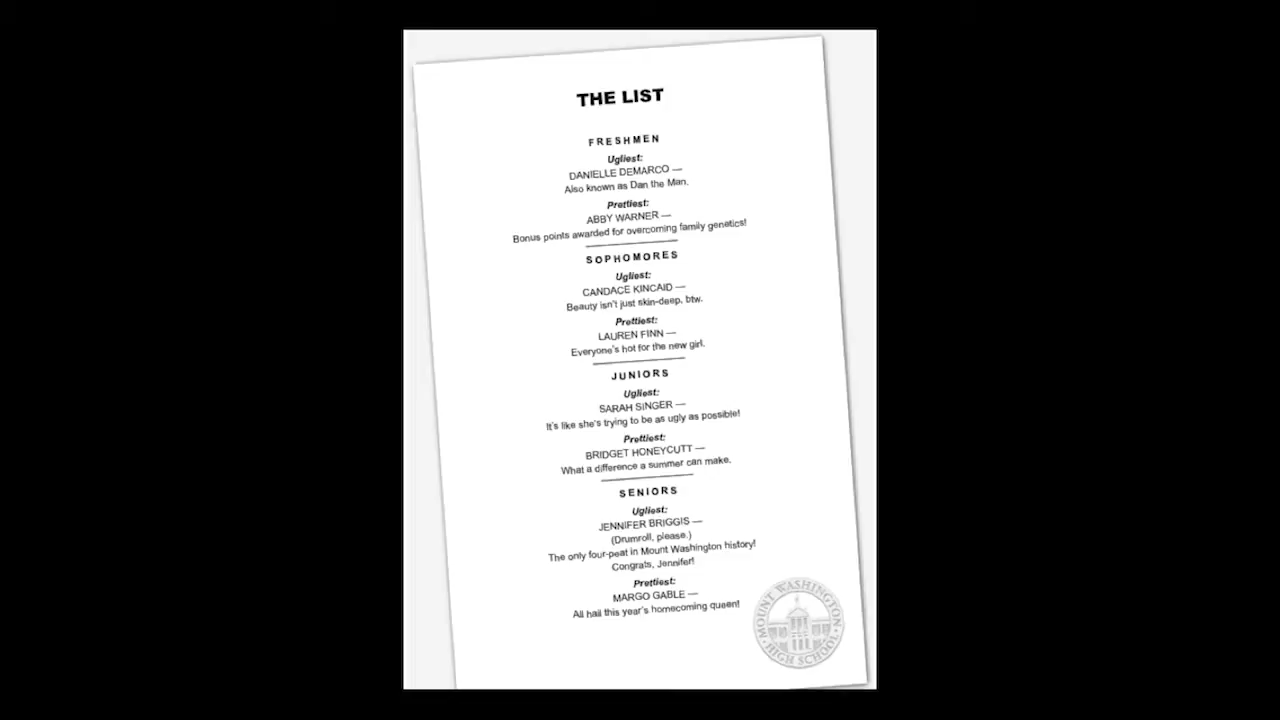 THE LIST
FRESHMEN
Ugliest:
DANIELLE DEMARCO —
Also known as Dan the Man.
Prettiest:
ABBY WARNER —
Bonus points awarded for overcoming family genetics!
SOPHOMORES
Ugliest:
CANDACE KINCAID —
Beauty isn't just skin-deep, btw.
Prettiest:
LAUREN FINN —
Everyone's hot for the new girl.
JUNIORS
Ugliest:
SARAH SINGER —
It's like she's trying to be as ugly as possible!
Prettiest:
BRIDGET HONEYCUTT —
What a difference a summer can make.
SENIORS
Ugliest:
JENNIFER BRIGGIS —
(Drumroll, please.)
The only four-peat in Mount Washington history!
Congrats, Jennifer!
Prettiest:
MARGO GABLE —
All hail this year's homecoming queen!
MOUNT WASHINGTON
HIGH SCHOOL